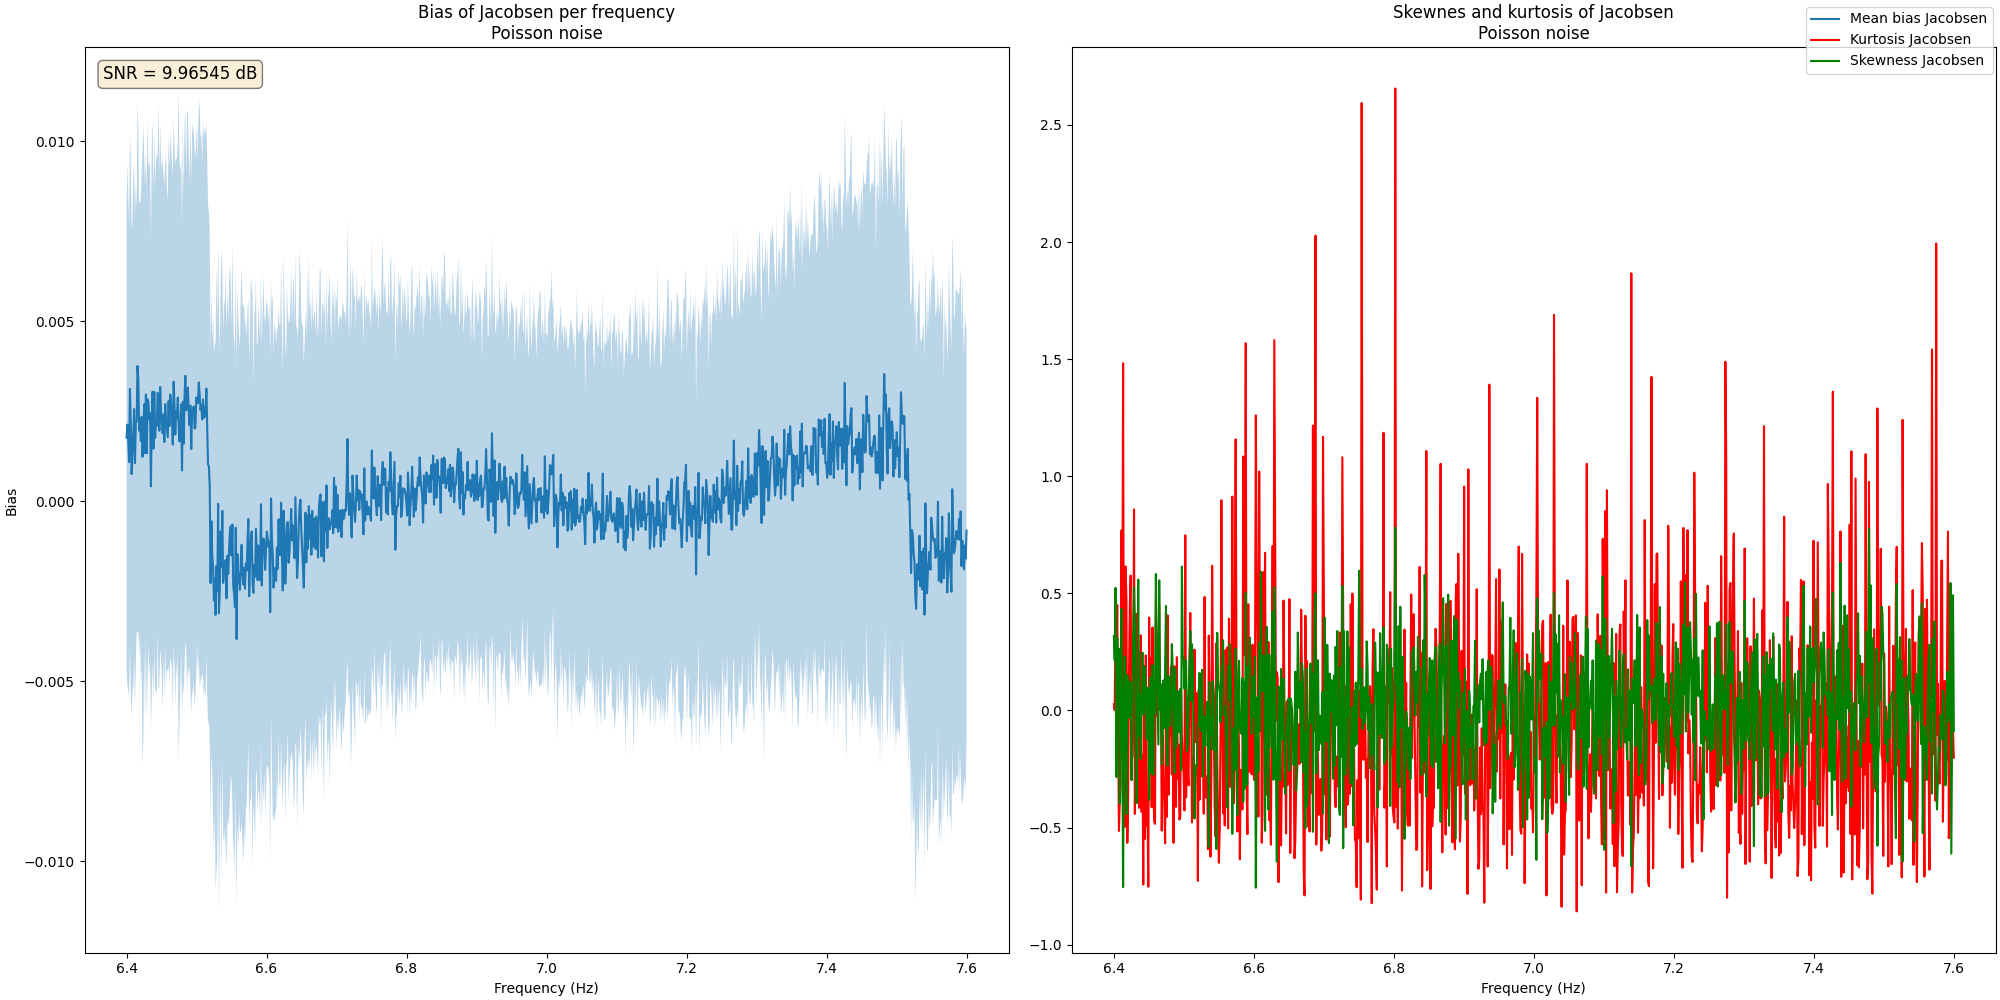 Bias of Jacobsen per frequency
Poisson noise
SNR = 9.96545 dB
0.010
0.005
0.000
−0.005
−0.010
Bias
6.4 6.6 6.8 7.0 7.2 7.4 7.6
Frequency (Hz)
Skewnes and kurtosis of Jacobsen
Poisson noise
Mean bias Jacobsen
Kurtosis Jacobsen
Skewness Jacobsen
2.5
2.0
1.5
1.0
0.5
0.0
−0.5
−1.0
6.4 6.6 6.8 7.0 7.2 7.4 7.6
Frequency (Hz)